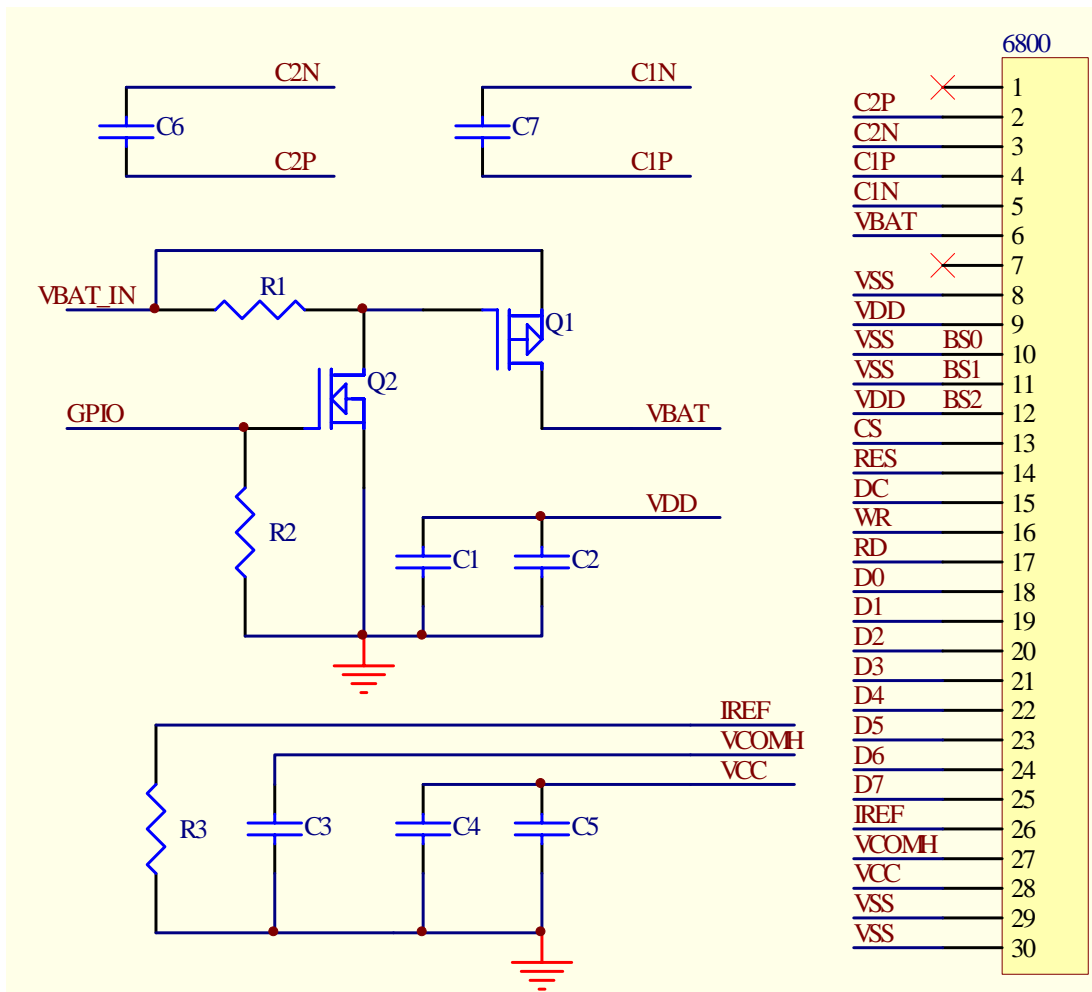 6800
C2N
C6
C2P
C1N
C7
C1P
VBAT_IN
R1
Q1
Q2
GPIO
VBAT
R2
VDD
C1
C2
IREF
VCOMH
VCC
R3
C3
C4
C5
1
C2P 2
C2N 3
C1P 4
C1N 5
VBAT 6
7
VSS 8
VDD 9
VSS BS0 10
VSS BS1 11
VDD BS2 12
CS 13
RES 14
DC 15
WR 16
RD 17
D0 18
D1 19
D2 20
D3 21
D4 22
D5 23
D6 24
D7 25
IREF 26
VCOMH 27
VCC 28
VSS 29
VSS 30